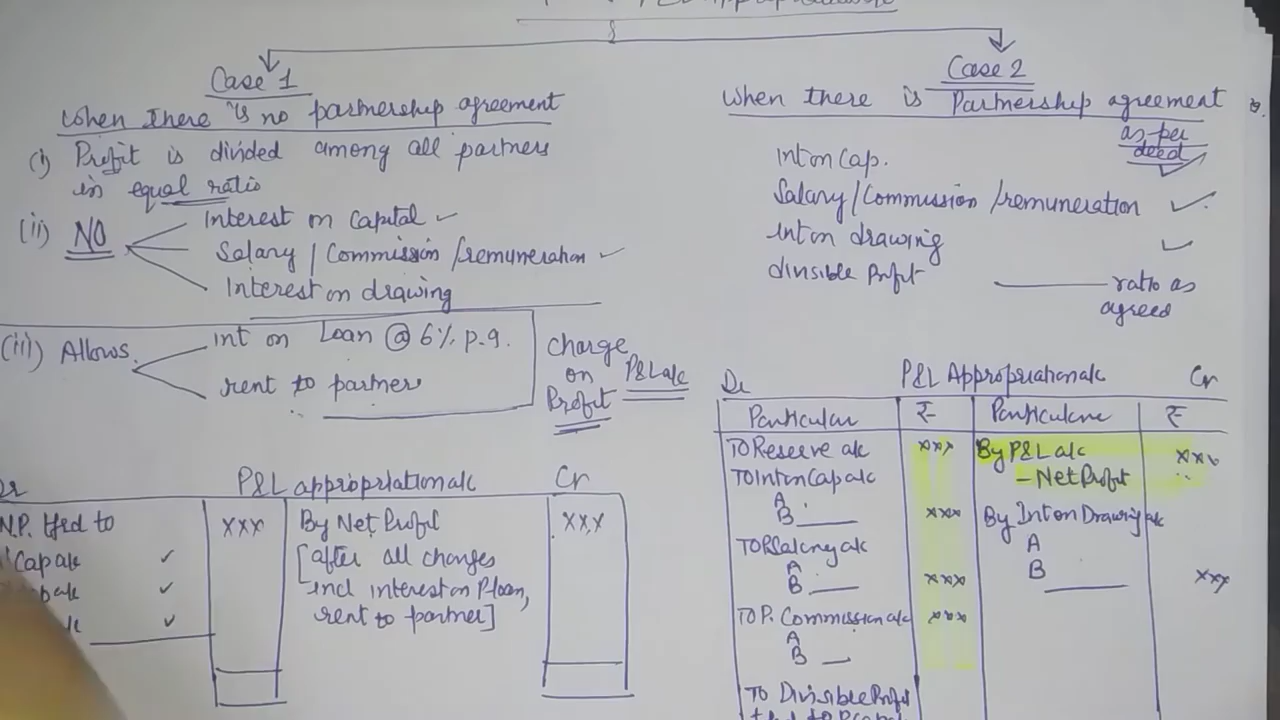 P&L Appropriation
Case 1
When there is no partnership agreement
(i) Profit is divided among all partners
in equal ratio
(ii) NO
Interest on Capital ✓
Salary / Commission / remuneration ✓
Interest on drawing
(iii) Allows
int on Loan @ 6% p.a.
rent to partner
Charge
on
Profit
P&L a/c
P&L appropriation a/c
Cr
N.P. tfed to
Cap a/c ✓
✓
✓
xxx
By Net Profit
[after all charges
incl interest on P loan,
rent to partner]
xxx
Case 2
When there is Partnership agreement
as per
deed
Int on Cap. ✓
Salary / Commission / remuneration ✓
Int on drawing ✓
divisible Profit
ratio as
agreed
Dr
P&L Appropriation a/c
Cr
Particular
₹
Particular
₹
To Reserve a/c
xxx
By P&L a/c
xxx
To Int on Cap a/c
- Net Profit
A
B
xxx
By Int on Drawing a/c
To P. Salary a/c
A
A
B
B
xxx
xxx
To P. Commission a/c
xxx
A
B
To Divisible Profit